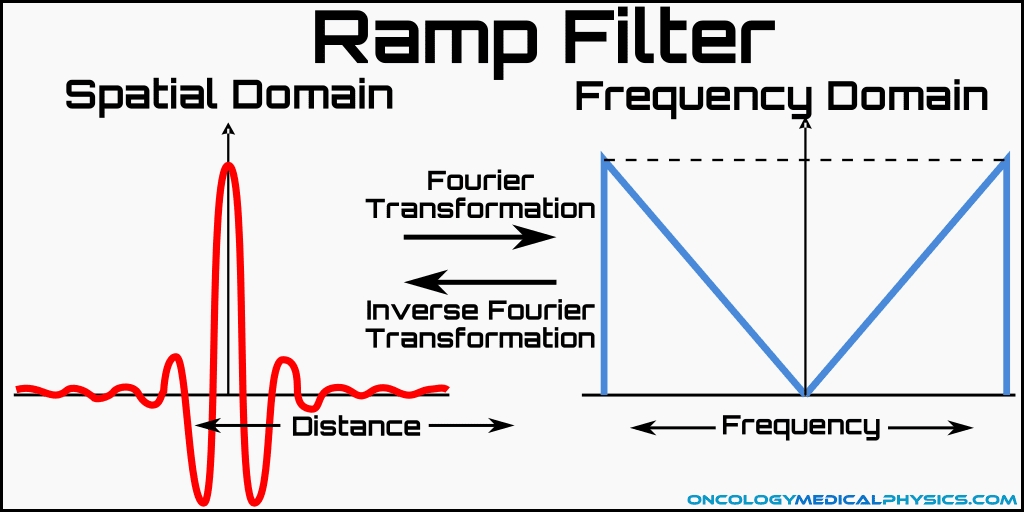 Ramp Filter
Spatial Domain
Frequency Domain
Fourier
Transformation
Inverse Fourier
Transformation
Distance
Frequency
ONCOLOGYMEDICALPHYSICS.COM